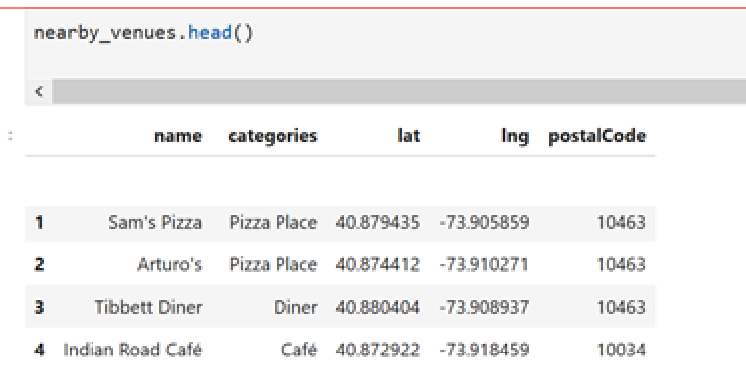 nearby_venues.head()
<
: name categories lat lng postalCode
1 Sam's Pizza Pizza Place 40.879435 -73.905859 10463
2 Arturo's Pizza Place 40.874412 -73.910271 10463
3 Tibbett Diner Diner 40.880404 -73.908937 10463
4 Indian Road Café Café 40.872922 -73.918459 10034